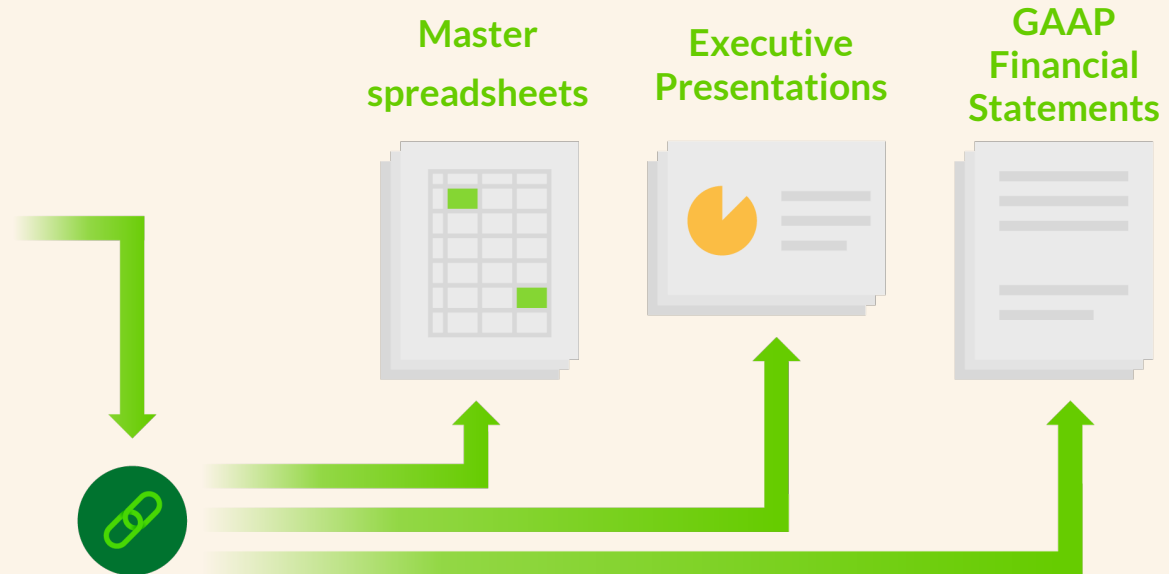 Master
spreadsheets
Executive
Presentations
GAAP
Financial
Statements